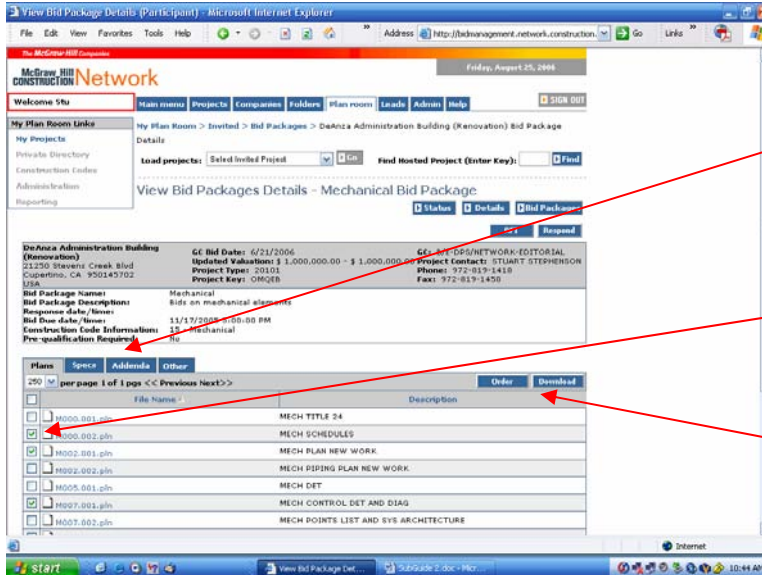 View Bid Package Details (Participant) - Microsoft Internet Explorer
File Edit View Favorites Tools Help » Address http://bidmanagement.network.construction. Go Links »
The McGraw-Hill Companies
McGraw Hill CONSTRUCTION Network
Friday, August 25, 2006
Welcome Stu
Main menu Projects Companies Folders Plan room Leads Admin Help SIGN OUT
My Plan Room Links
My Projects
Private Directory
Construction Codes
Administration
Reporting
My Plan Room > Invited > Bid Packages > DeAnza Administration Building (Renovation) Bid Package Details
Load projects: Select Invited Project Go Find Hosted Project (Enter Key): Find
View Bid Packages Details - Mechanical Bid Package
Status Details Bid Packages
Respond
DeAnza Administration Building
(Renovation)
21250 Stevens Creek Blvd
Cupertino, CA 950145702
USA
GC Bid Date: 6/21/2006
Updated Valuation: $ 1,000,000.00 - $ 1,000,000.00
Project Type: 20101
Project Key: OMQEB
GC: DPS/NETWORK-EDITORIAL
Project Contact: STUART STEPHENSON
Phone: 972-819-1418
Fax: 972-819-1450
Bid Package Name: Mechanical
Bid Package Description: Bids on mechanical elements
Response date/time:
Bid Due date/time: 11/17/2005 5:00:00 PM
Construction Code Information: 15 - Mechanical
Pre-qualification Required: No
Plans Specs Addenda Other
250 per page 1 of 1 pgs << Previous Next>> Order Download
File Name Description
M000.001.pln MECH TITLE 24
M000.002.pln MECH SCHEDULES
M002.001.pln MECH PLAN NEW WORK
M002.002.pln MECH PIPING PLAN NEW WORK
M005.001.pln MECH DET
M007.001.pln MECH CONTROL DET AND DIAG
M007.002.pln MECH POINTS LIST AND SYS ARCHITECTURE
Internet
start View Bid Package Det... SubGuide 2.doc - Micr... 10:44 AM